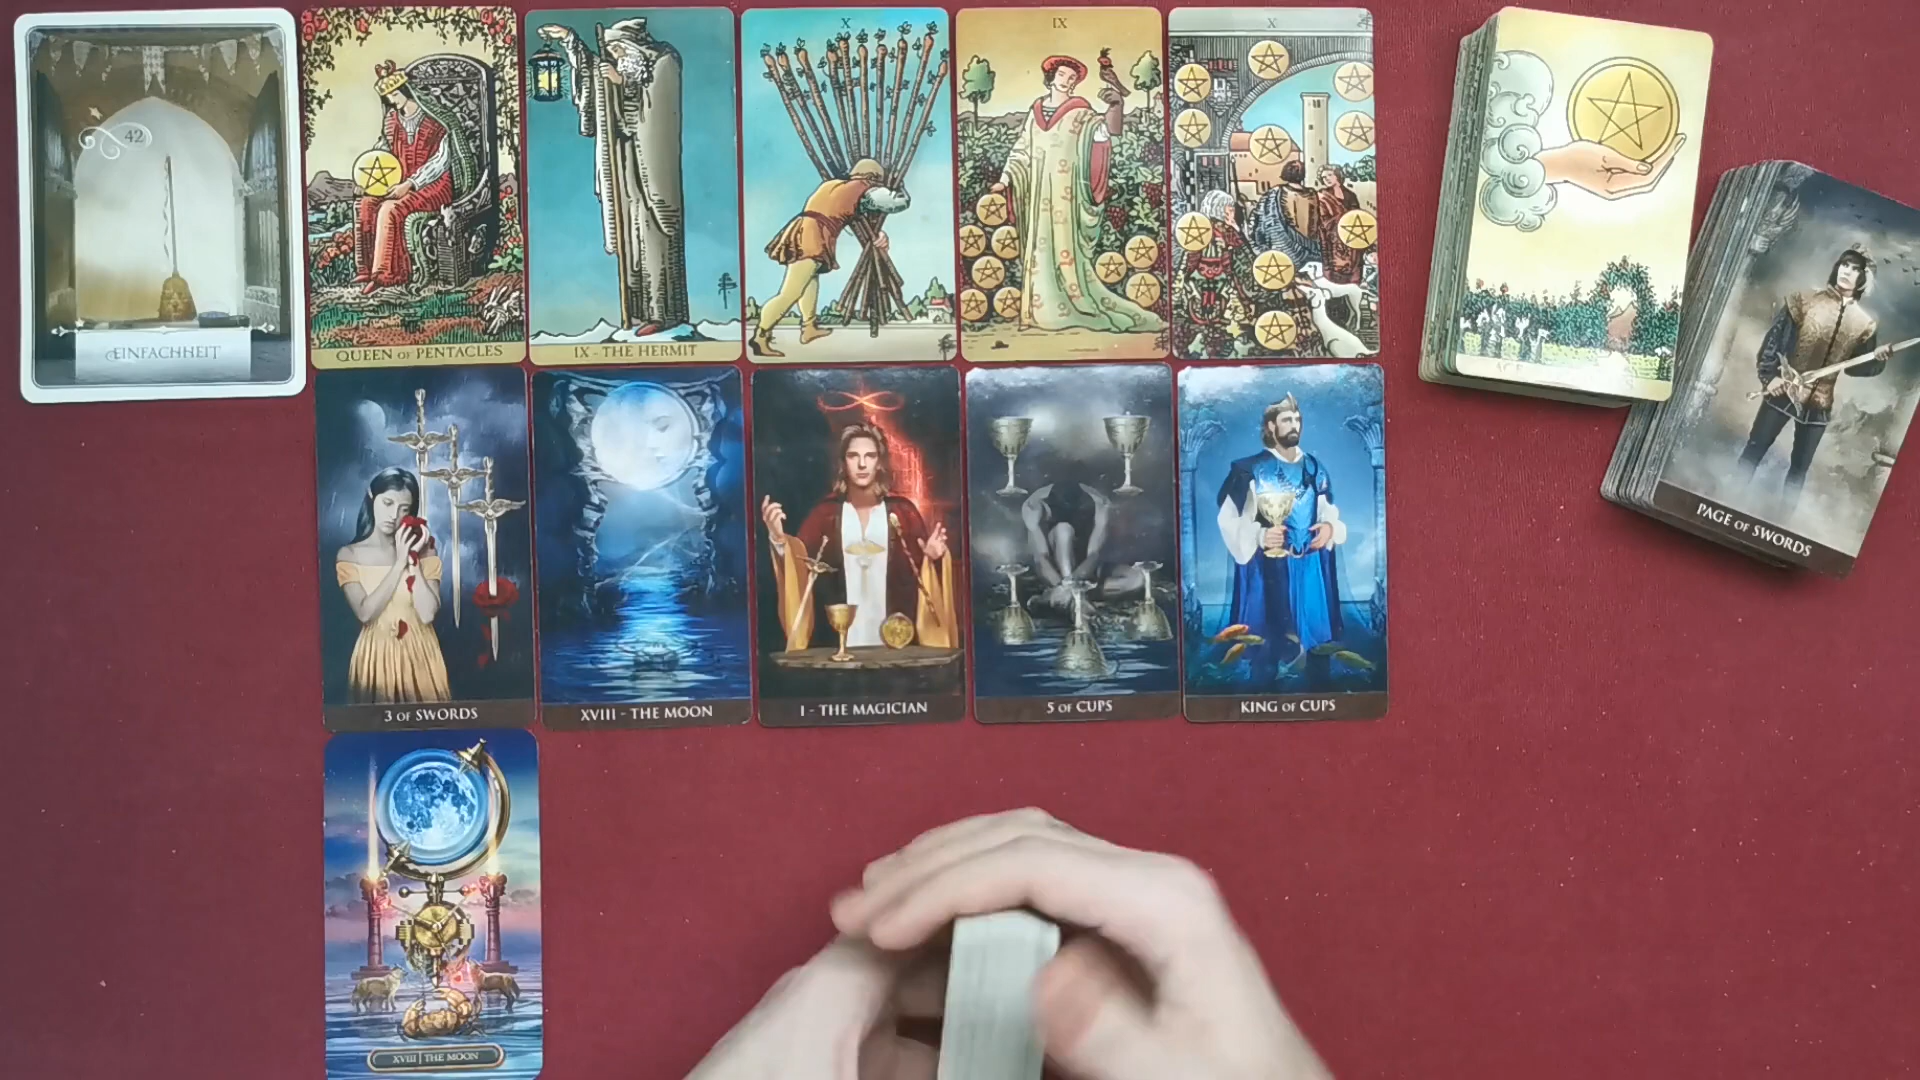 42
EINFACHHEIT
QUEEN OF PENTACLES
IX - THE HERMIT
X
IX
X
3 OF SWORDS
XVIII - THE MOON
I - THE MAGICIAN
5 OF CUPS
KING OF CUPS
PAGE OF SWORDS
XVIII | THE MOON